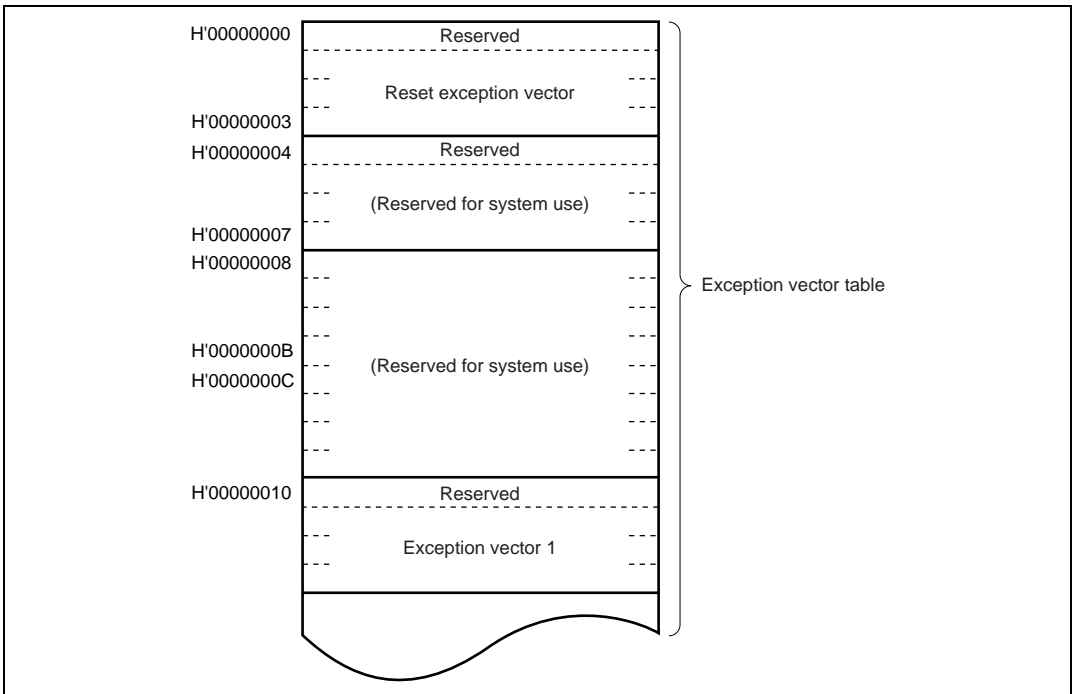 H'00000000 Reserved
Reset exception vector
H'00000003
H'00000004 Reserved
(Reserved for system use)
H'00000007
H'00000008
Exception vector table
H'0000000B
(Reserved for system use)
H'0000000C
H'00000010 Reserved
Exception vector 1